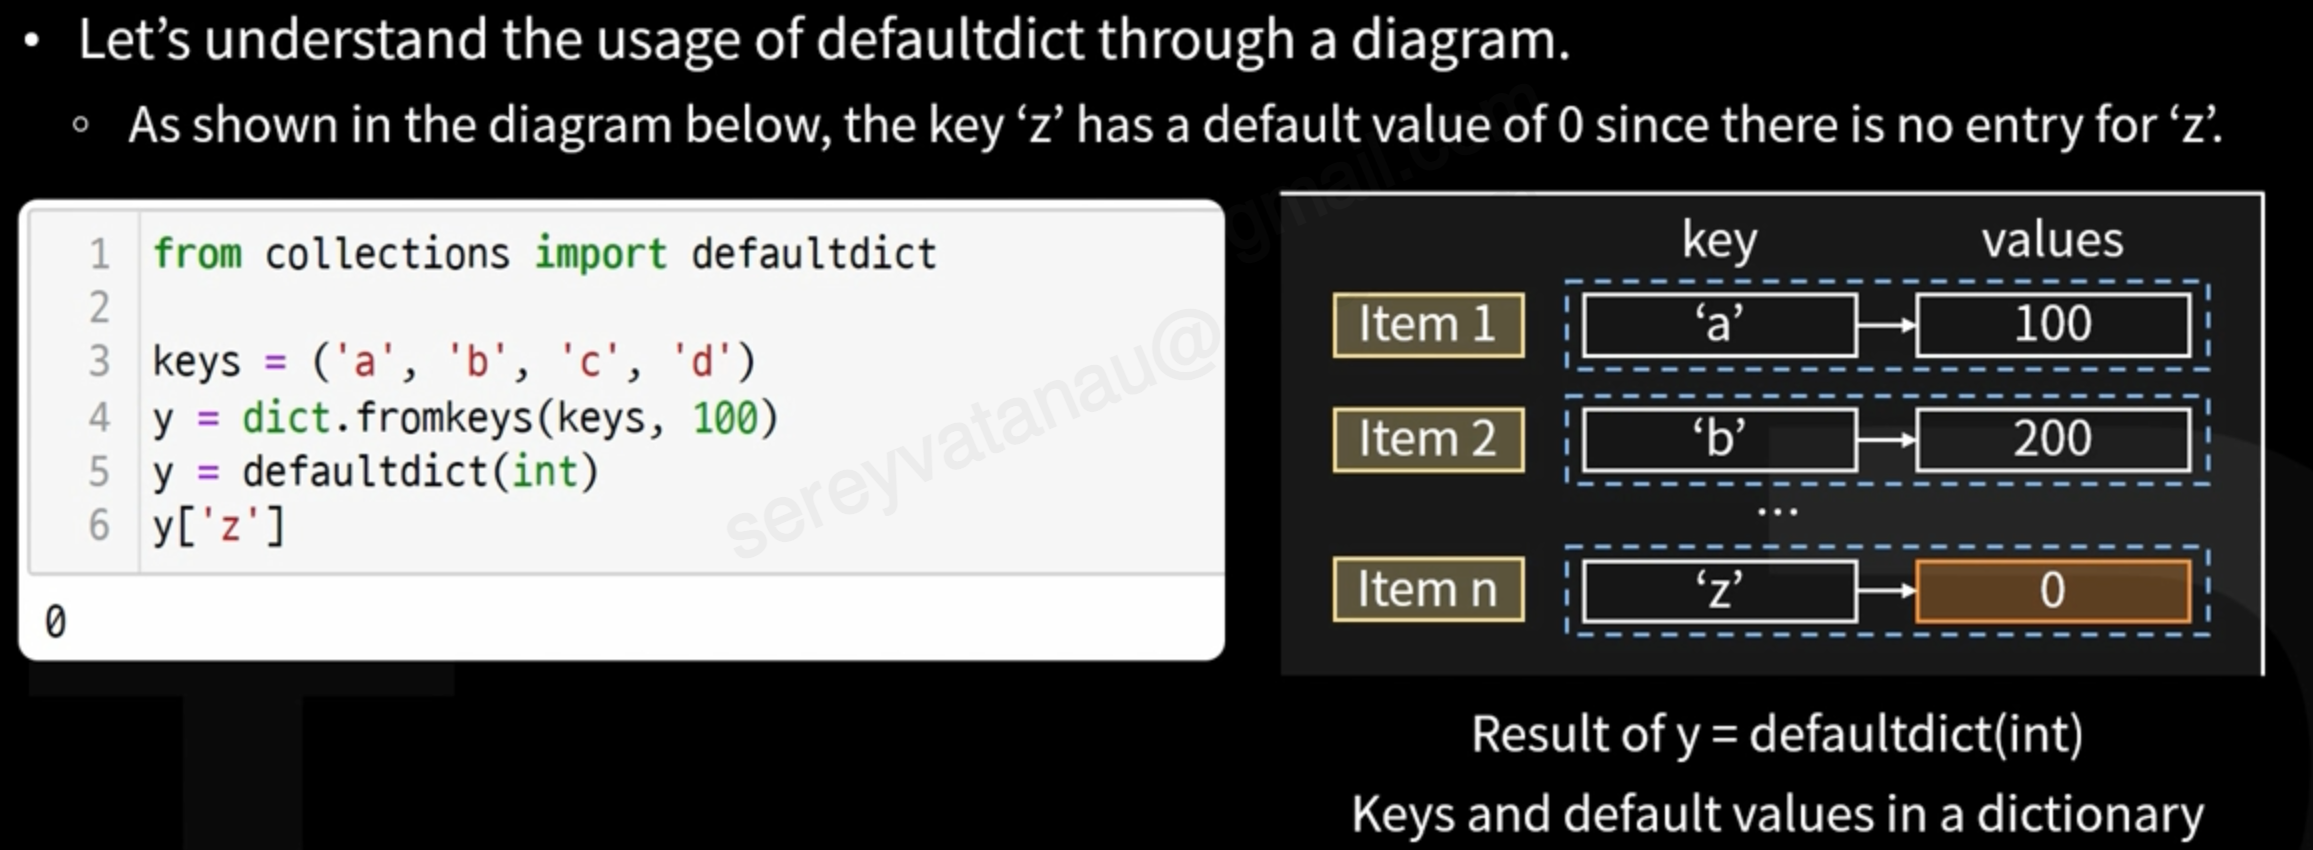 • Let’s understand the usage of defaultdict through a diagram.
◦ As shown in the diagram below, the key ‘z’ has a default value of 0 since there is no entry for ‘z’.
1 from collections import defaultdict
2
3 keys = ('a', 'b', 'c', 'd')
4 y = dict.fromkeys(keys, 100)
5 y = defaultdict(int)
6 y['z']
0
key values
Item 1 ‘a’ 100
Item 2 ‘b’ 200
...
Item n ‘z’ 0
Result of y = defaultdict(int)
Keys and default values in a dictionary
sereyvatanau@gmail.com